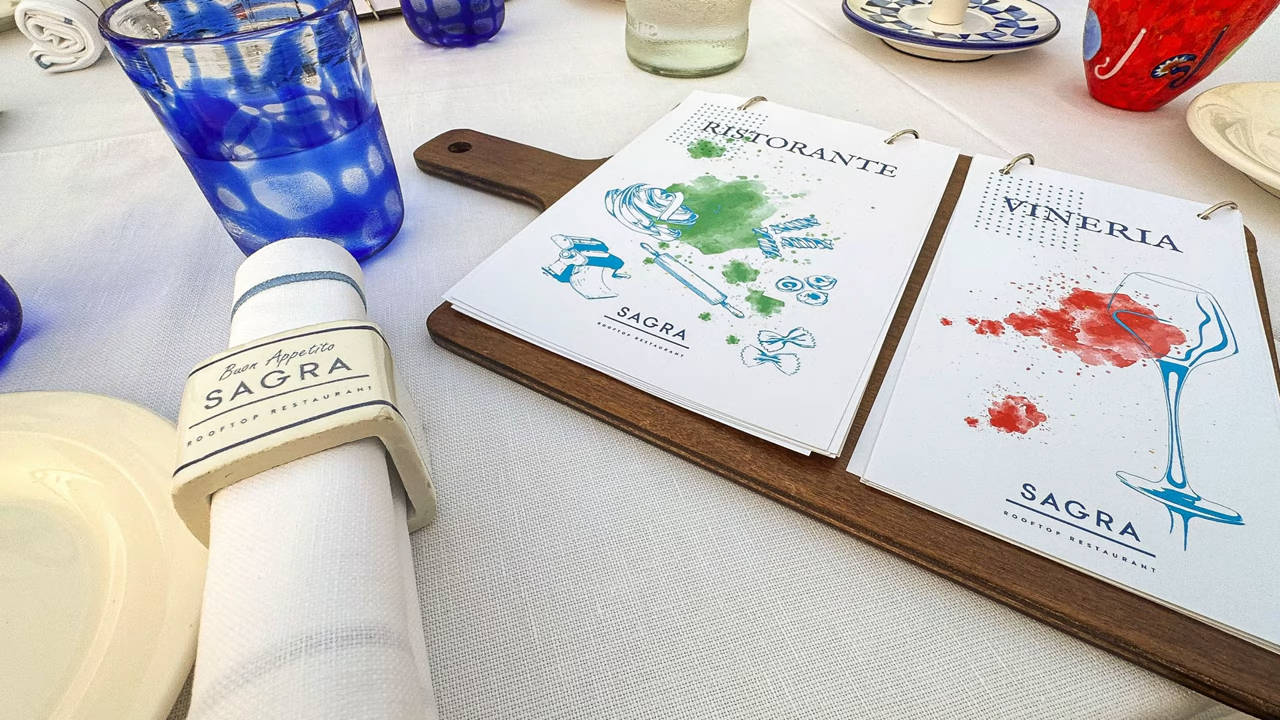 Buon Appetito
SAGRA
ROOFTOP RESTAURANT
RISTORANTE
SAGRA
ROOFTOP RESTAURANT
VINERIA
SAGRA
ROOFTOP RESTAURANT